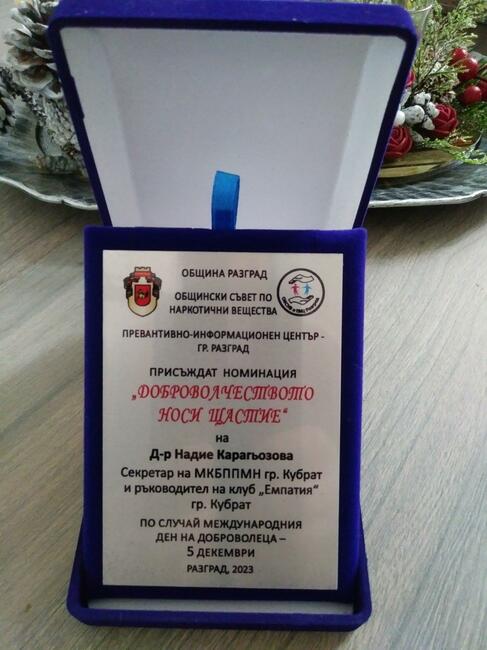 ОБЩИНА РАЗГРАД
ОБЩИНСКИ СЪВЕТ ПО
НАРКОТИЧНИ ВЕЩЕСТВА
ПРЕВАНТИВНО-ИНФОРМАЦИОНЕН ЦЕНТЪР -
ГР. РАЗГРАД
ПРИСЪЖДАТ НОМИНАЦИЯ
„ДОБРОВОЛЧЕСТВОТО
НОСИ ЩАСТИЕ“
на
Д-р Надие Карагьозова
Секретар на МКБППМН гр. Кубрат
и ръководител на клуб „Емпатия“
гр. Кубрат
ПО СЛУЧАЙ МЕЖДУНАРОДНИЯ
ДЕН НА ДОБРОВОЛЕЦА –
5 ДЕКЕМВРИ
РАЗГРАД, 2023